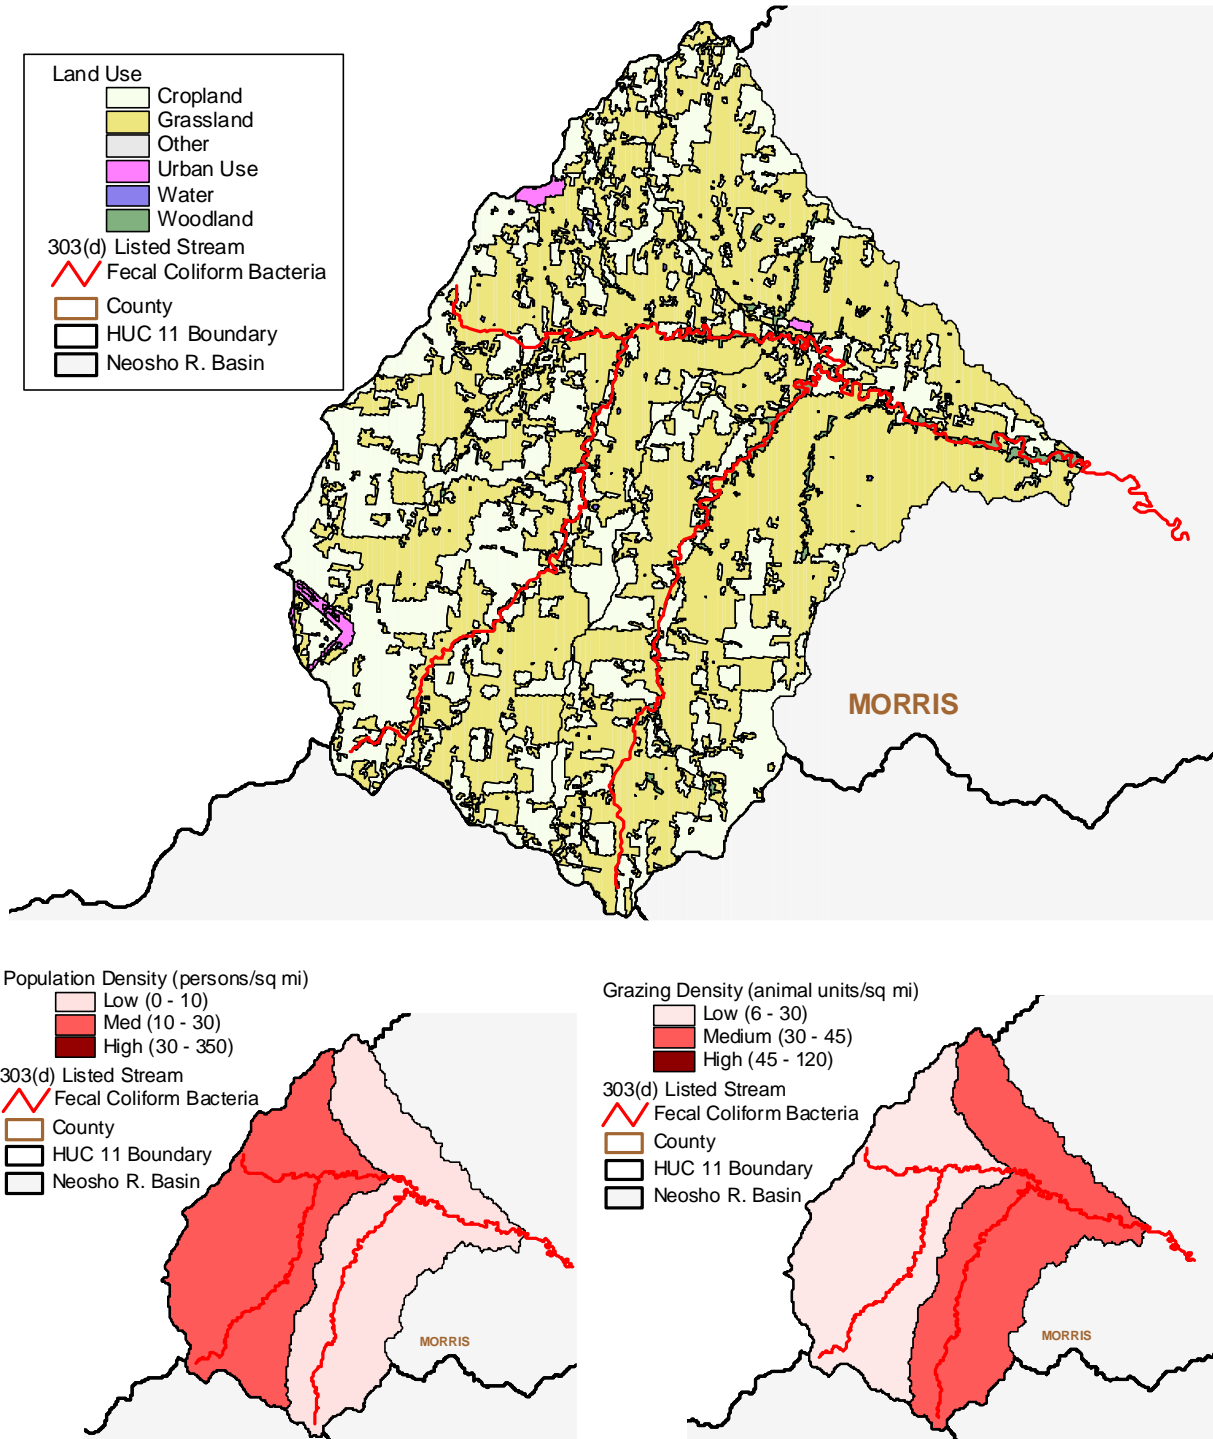 Land Use
Cropland
Grassland
Other
Urban Use
Water
Woodland
303(d) Listed Stream
Fecal Coliform Bacteria
County
HUC 11 Boundary
Neosho R. Basin
MORRIS
Population Density (persons/sq mi)
Low (0 - 10)
Med (10 - 30)
High (30 - 350)
303(d) Listed Stream
Fecal Coliform Bacteria
County
HUC 11 Boundary
Neosho R. Basin
MORRIS
Grazing Density (animal units/sq mi)
Low (6 - 30)
Medium (30 - 45)
High (45 - 120)
303(d) Listed Stream
Fecal Coliform Bacteria
County
HUC 11 Boundary
Neosho R. Basin
MORRIS